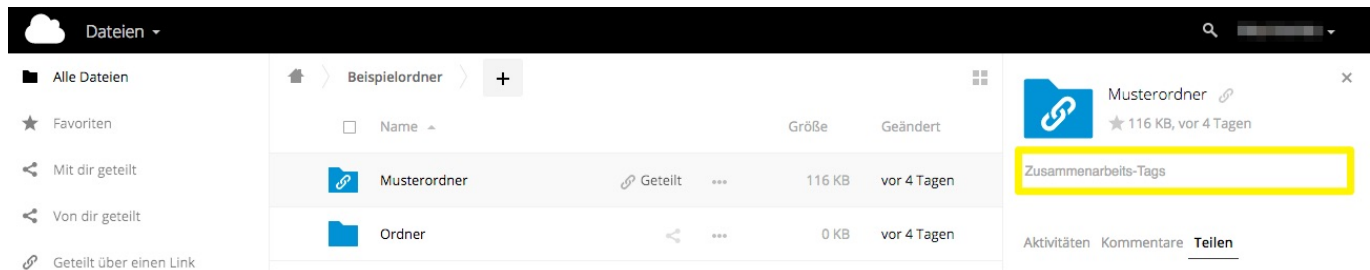 Dateien
Alle Dateien
Favoriten
Mit dir geteilt
Von dir geteilt
Geteilt über einen Link
Beispielordner +
Name Größe Geändert
Musterordner Geteilt 116 KB vor 4 Tagen
Ordner 0 KB vor 4 Tagen
Musterordner
116 KB, vor 4 Tagen
Zusammenarbeits-Tags
Aktivitäten Kommentare Teilen